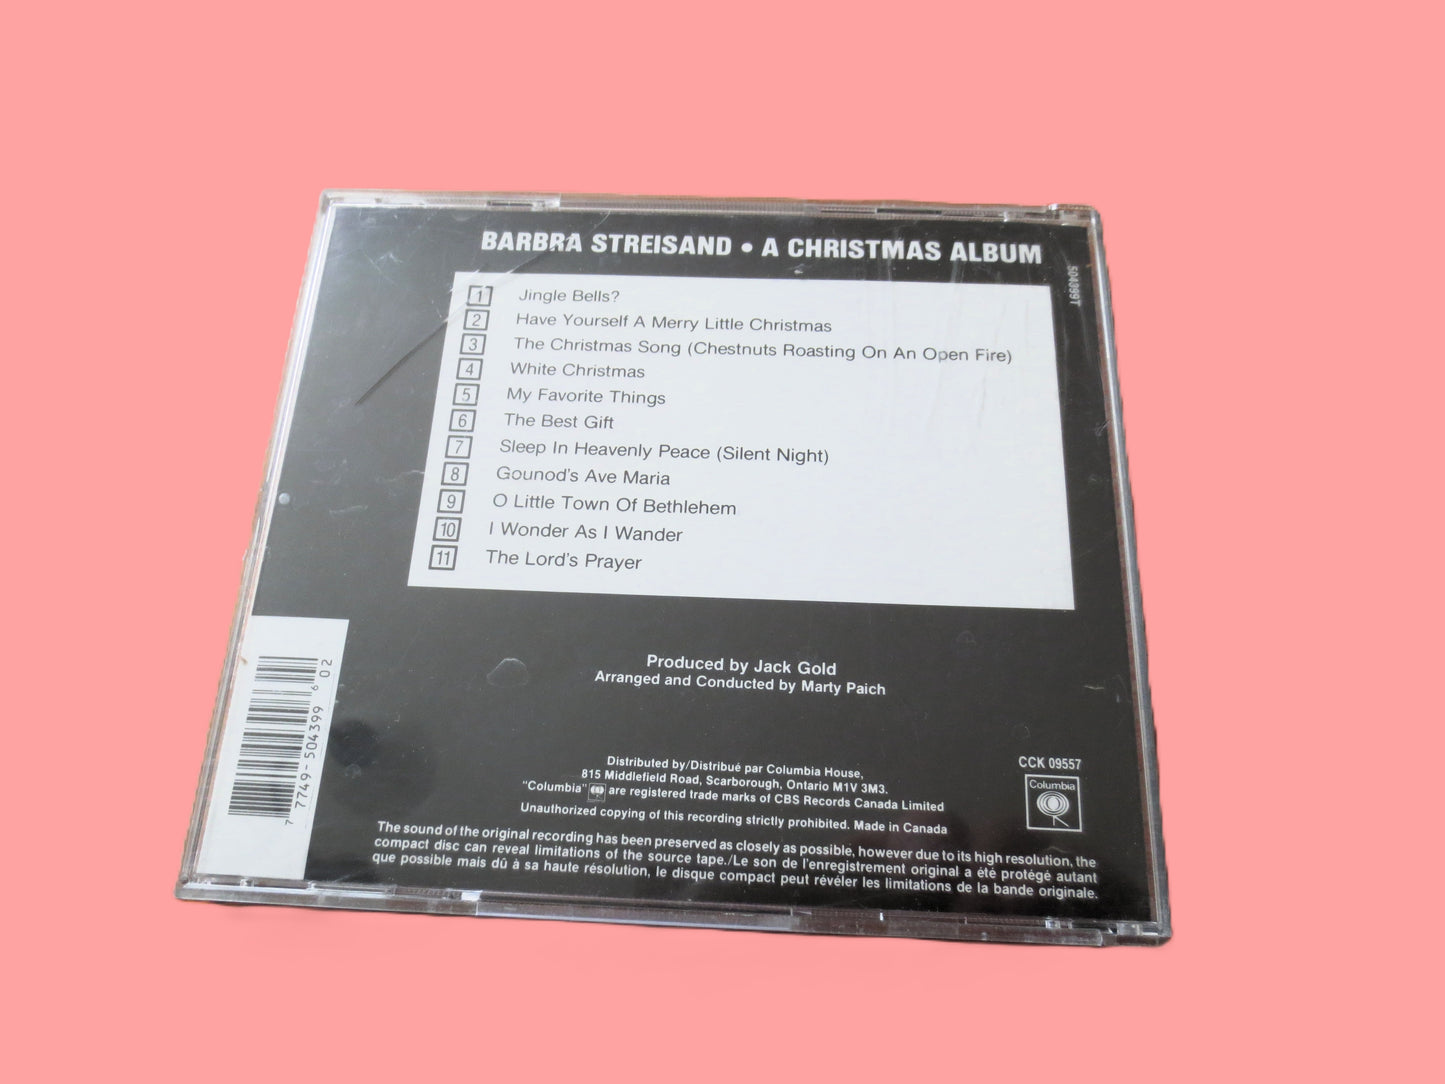 BARBRA STREISAND • A CHRISTMAS ALBUM
504399T
1 Jingle Bells?
2 Have Yourself A Merry Little Christmas
3 The Christmas Song (Chestnuts Roasting On An Open Fire)
4 White Christmas
5 My Favorite Things
6 The Best Gift
7 Sleep In Heavenly Peace (Silent Night)
8 Gounod's Ave Maria
9 O Little Town Of Bethlehem
10 I Wonder As I Wander
11 The Lord's Prayer
Produced by Jack Gold
Arranged and Conducted by Marty Paich
7 7749-504399 6 02
Distributed by/Distribué par Columbia House,
815 Middlefield Road, Scarborough, Ontario M1V 3M3.
"Columbia" are registered trade marks of CBS Records Canada Limited
Unauthorized copying of this recording strictly prohibited. Made in Canada
CCK 09557
Columbia
The sound of the original recording has been preserved as closely as possible, however due to its high resolution, the
compact disc can reveal limitations of the source tape./Le son de l'enregistrement original a été protégé autant
que possible mais dû à sa haute résolution, le disque compact peut révéler les limitations de la bande originale.